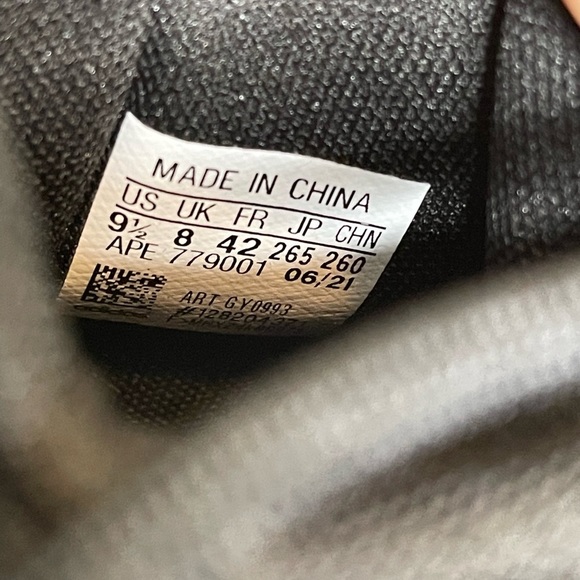 MADE IN CHINA
US UK FR JP CHN
9½ 8 42 265 260
APE 779001 06/21
ART GY0993